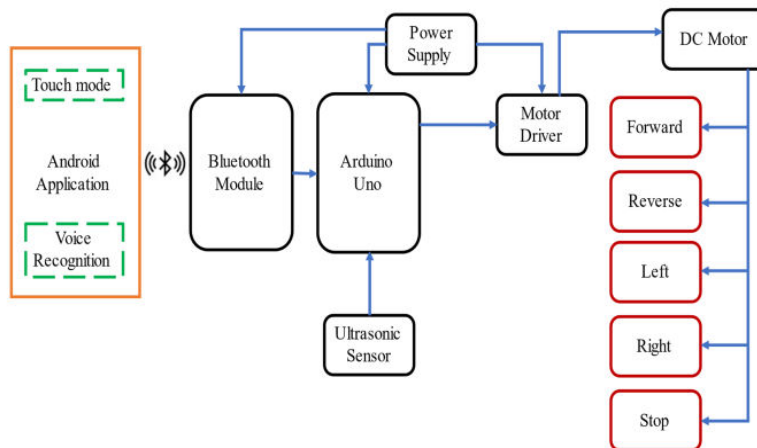 Power
Supply
DC Motor
Touch mode
Android
Application
Voice
Recognition
Bluetooth
Module
Arduino
Uno
Motor
Driver
Ultrasonic
Sensor
Forward
Reverse
Left
Right
Stop